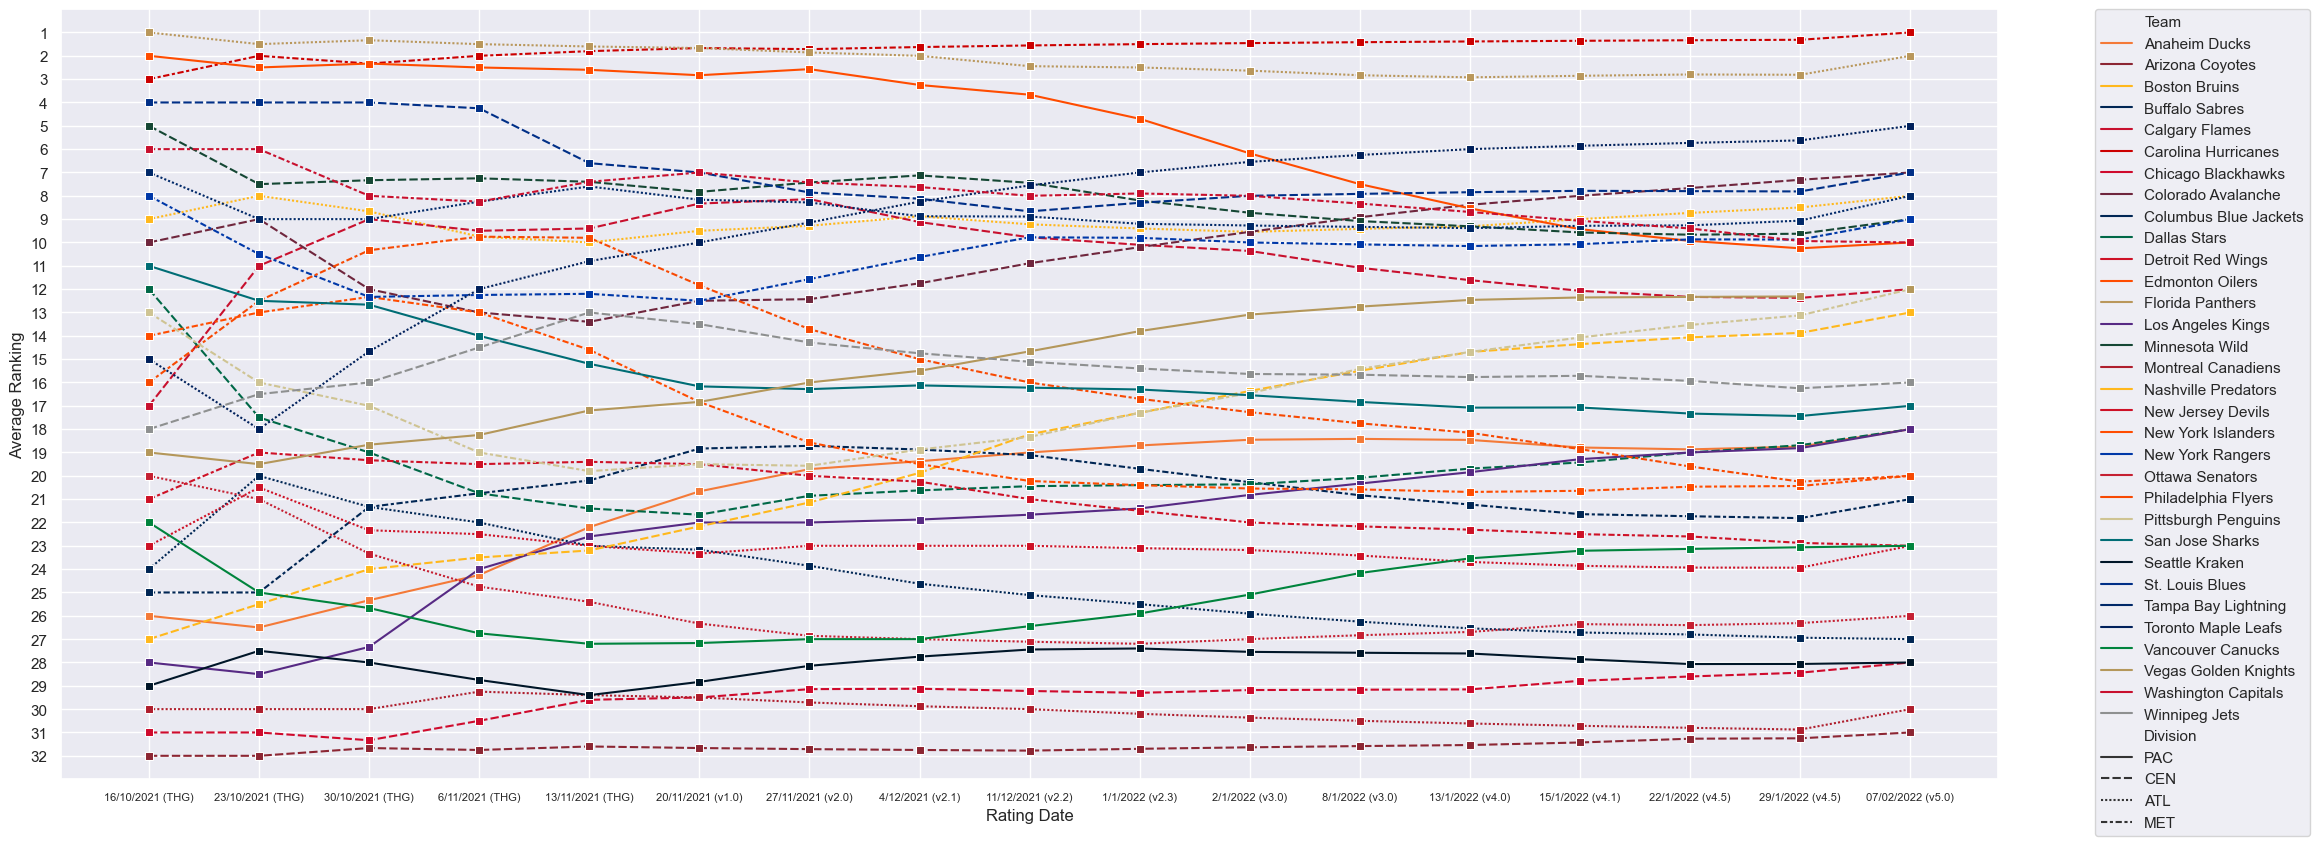 1
2
3
4
5
6
7
8
9
10
11
12
13
14
15
16
17
18
19
20
21
22
23
24
25
26
27
28
29
30
31
32
Average Ranking
16/10/2021 (THG)
23/10/2021 (THG)
30/10/2021 (THG)
6/11/2021 (THG)
13/11/2021 (THG)
20/11/2021 (v1.0)
27/11/2021 (v2.0)
4/12/2021 (v2.1)
11/12/2021 (v2.2)
1/1/2022 (v2.3)
2/1/2022 (v3.0)
8/1/2022 (v3.0)
13/1/2022 (v4.0)
15/1/2022 (v4.1)
22/1/2022 (v4.5)
29/1/2022 (v4.5)
07/02/2022 (v5.0)
Rating Date
Team
Anaheim Ducks
Arizona Coyotes
Boston Bruins
Buffalo Sabres
Calgary Flames
Carolina Hurricanes
Chicago Blackhawks
Colorado Avalanche
Columbus Blue Jackets
Dallas Stars
Detroit Red Wings
Edmonton Oilers
Florida Panthers
Los Angeles Kings
Minnesota Wild
Montreal Canadiens
Nashville Predators
New Jersey Devils
New York Islanders
New York Rangers
Ottawa Senators
Philadelphia Flyers
Pittsburgh Penguins
San Jose Sharks
Seattle Kraken
St. Louis Blues
Tampa Bay Lightning
Toronto Maple Leafs
Vancouver Canucks
Vegas Golden Knights
Washington Capitals
Winnipeg Jets
Division
PAC
CEN
ATL
MET